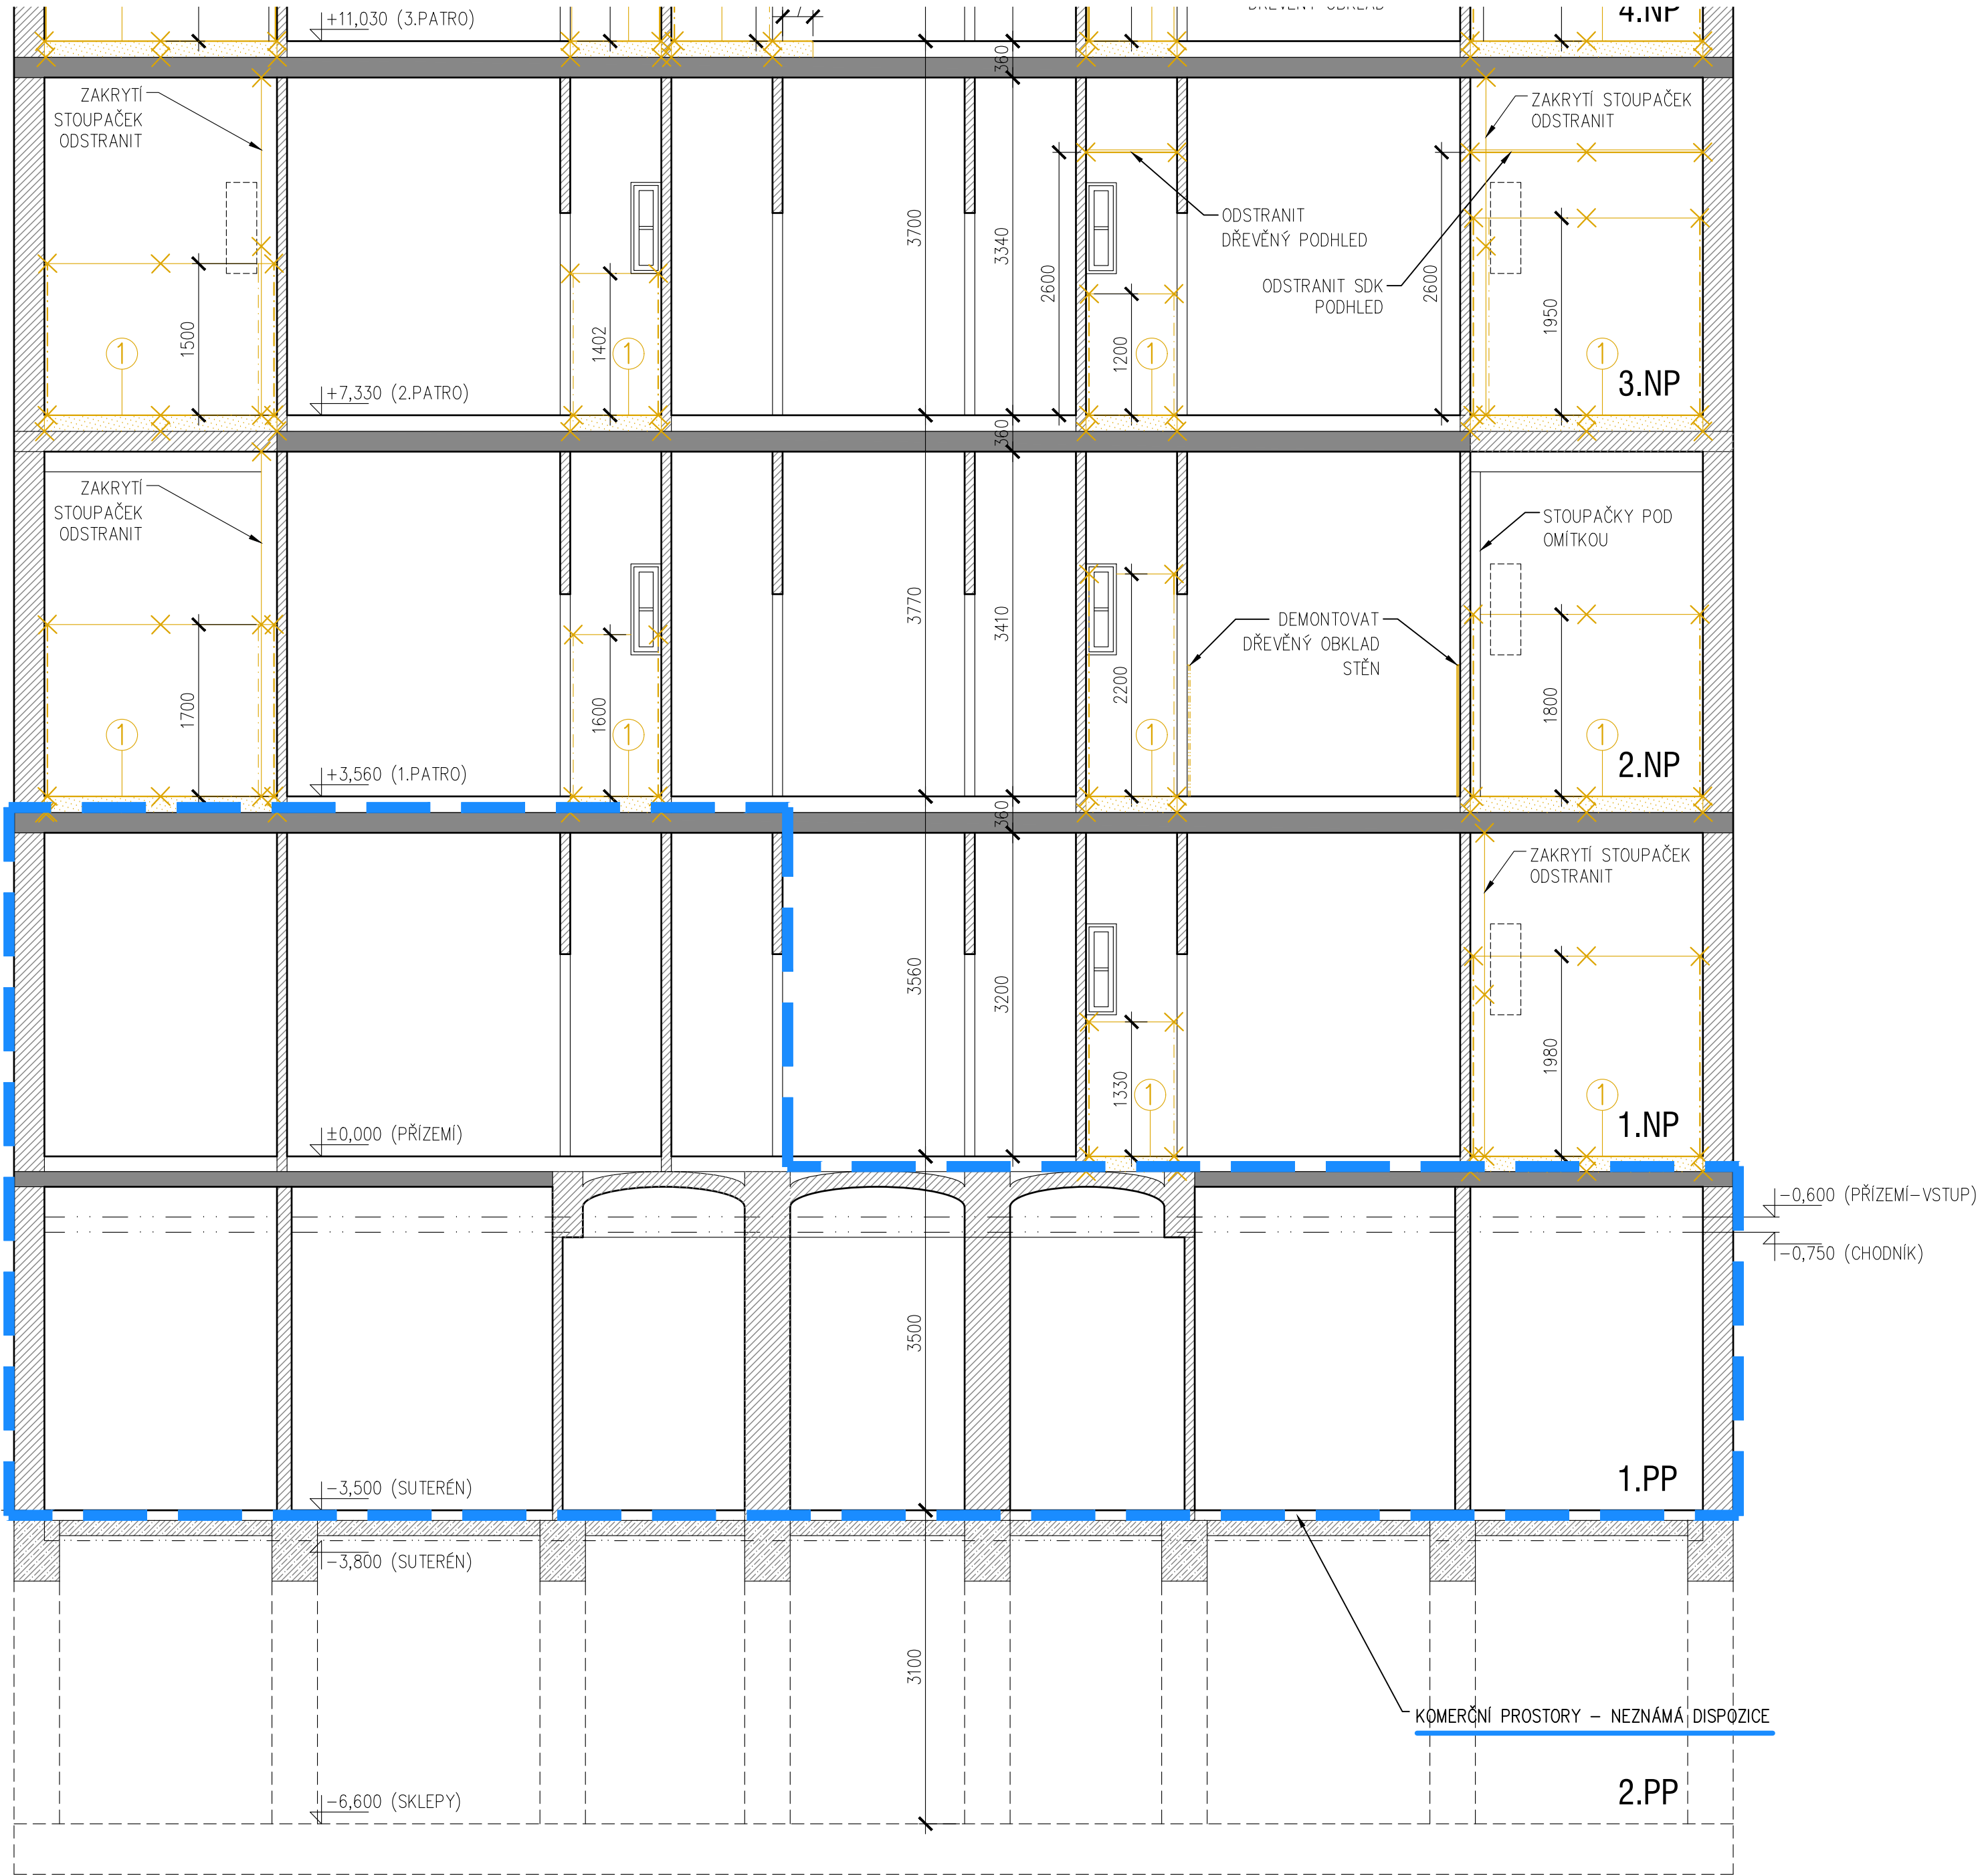 +11,030 (3.PATRO)
4.NP
360
ZAKRYTÍ
STOUPAČEK
ODSTRANIT
ZAKRYTÍ STOUPAČEK
ODSTRANIT
3700
3340
2600
ODSTRANIT
DŘEVĚNÝ PODHLED
ODSTRANIT SDK
PODHLED
2600
1500
1402
1200
1950
1
1
1
1
3.NP
+7,330 (2.PATRO)
360
ZAKRYTÍ
STOUPAČEK
ODSTRANIT
STOUPAČKY POD
OMÍTKOU
3770
3410
DEMONTOVAT
DŘEVĚNÝ OBKLAD
STĚN
1700
1600
2200
1800
1
1
1
1
2.NP
+3,560 (1.PATRO)
360
ZAKRYTÍ STOUPAČEK
ODSTRANIT
3560
3200
1330
1980
1
1
1.NP
±0,000 (PŘÍZEMÍ)
-0,600 (PŘÍZEMÍ-VSTUP)
-0,750 (CHODNÍK)
3500
1.PP
-3,500 (SUTERÉN)
-3,800 (SUTERÉN)
3100
KOMERČNÍ PROSTORY - NEZNÁMÁ DISPOZICE
2.PP
-6,600 (SKLEPY)